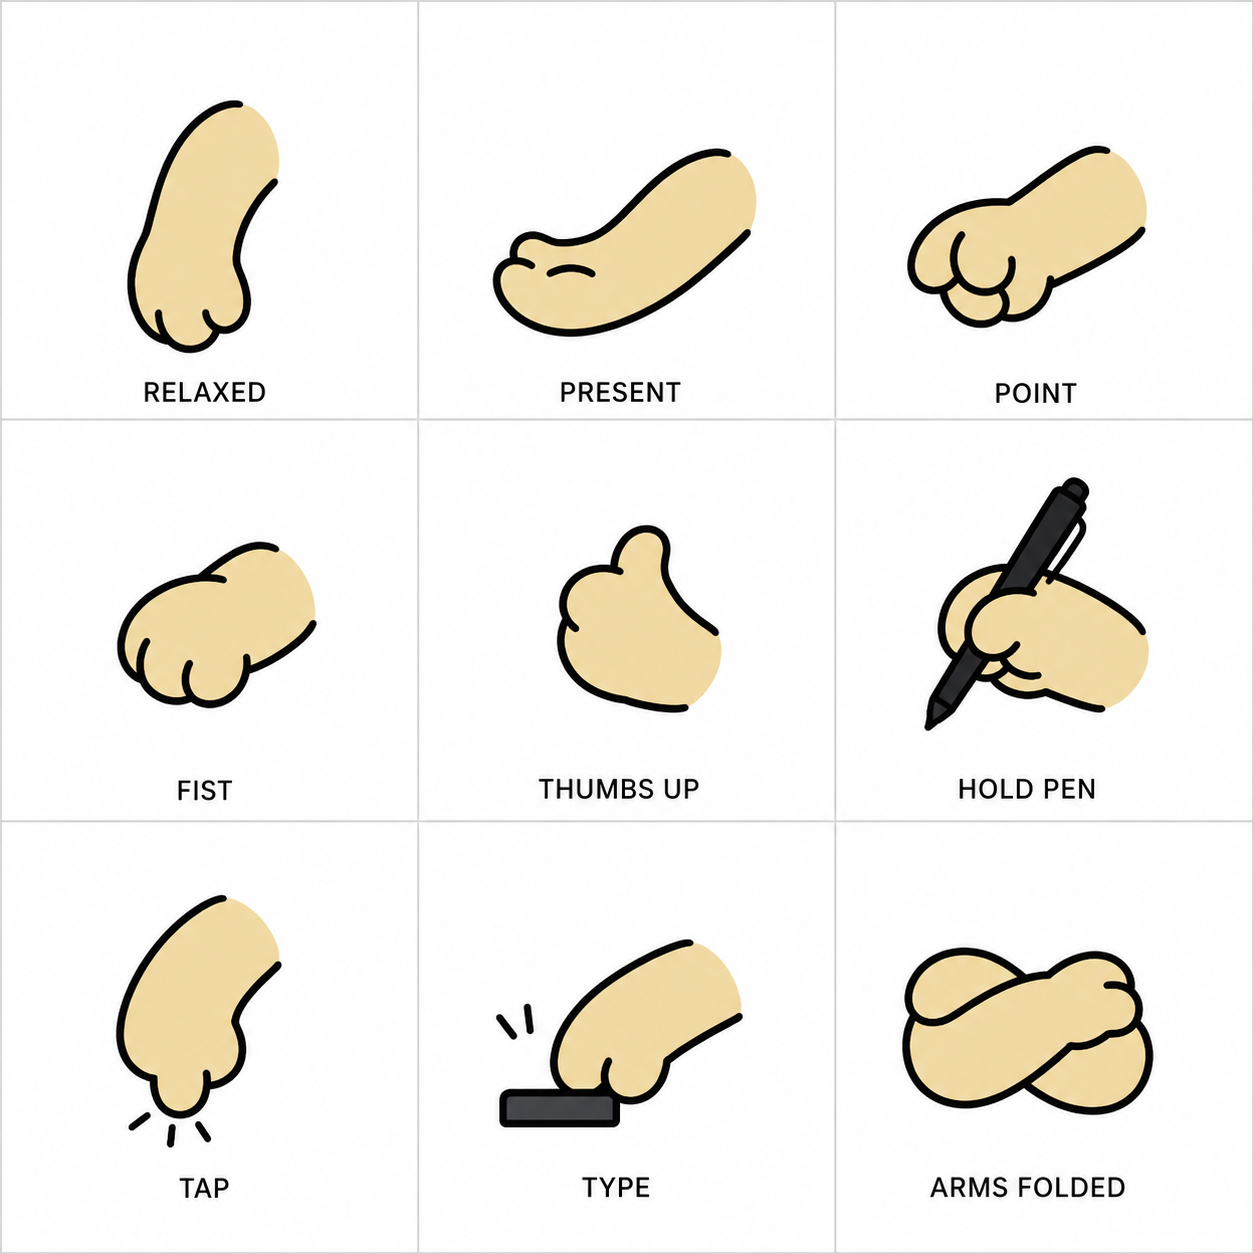 RELAXED
PRESENT
POINT
FIST
THUMBS UP
HOLD PEN
TAP
TYPE
ARMS FOLDED